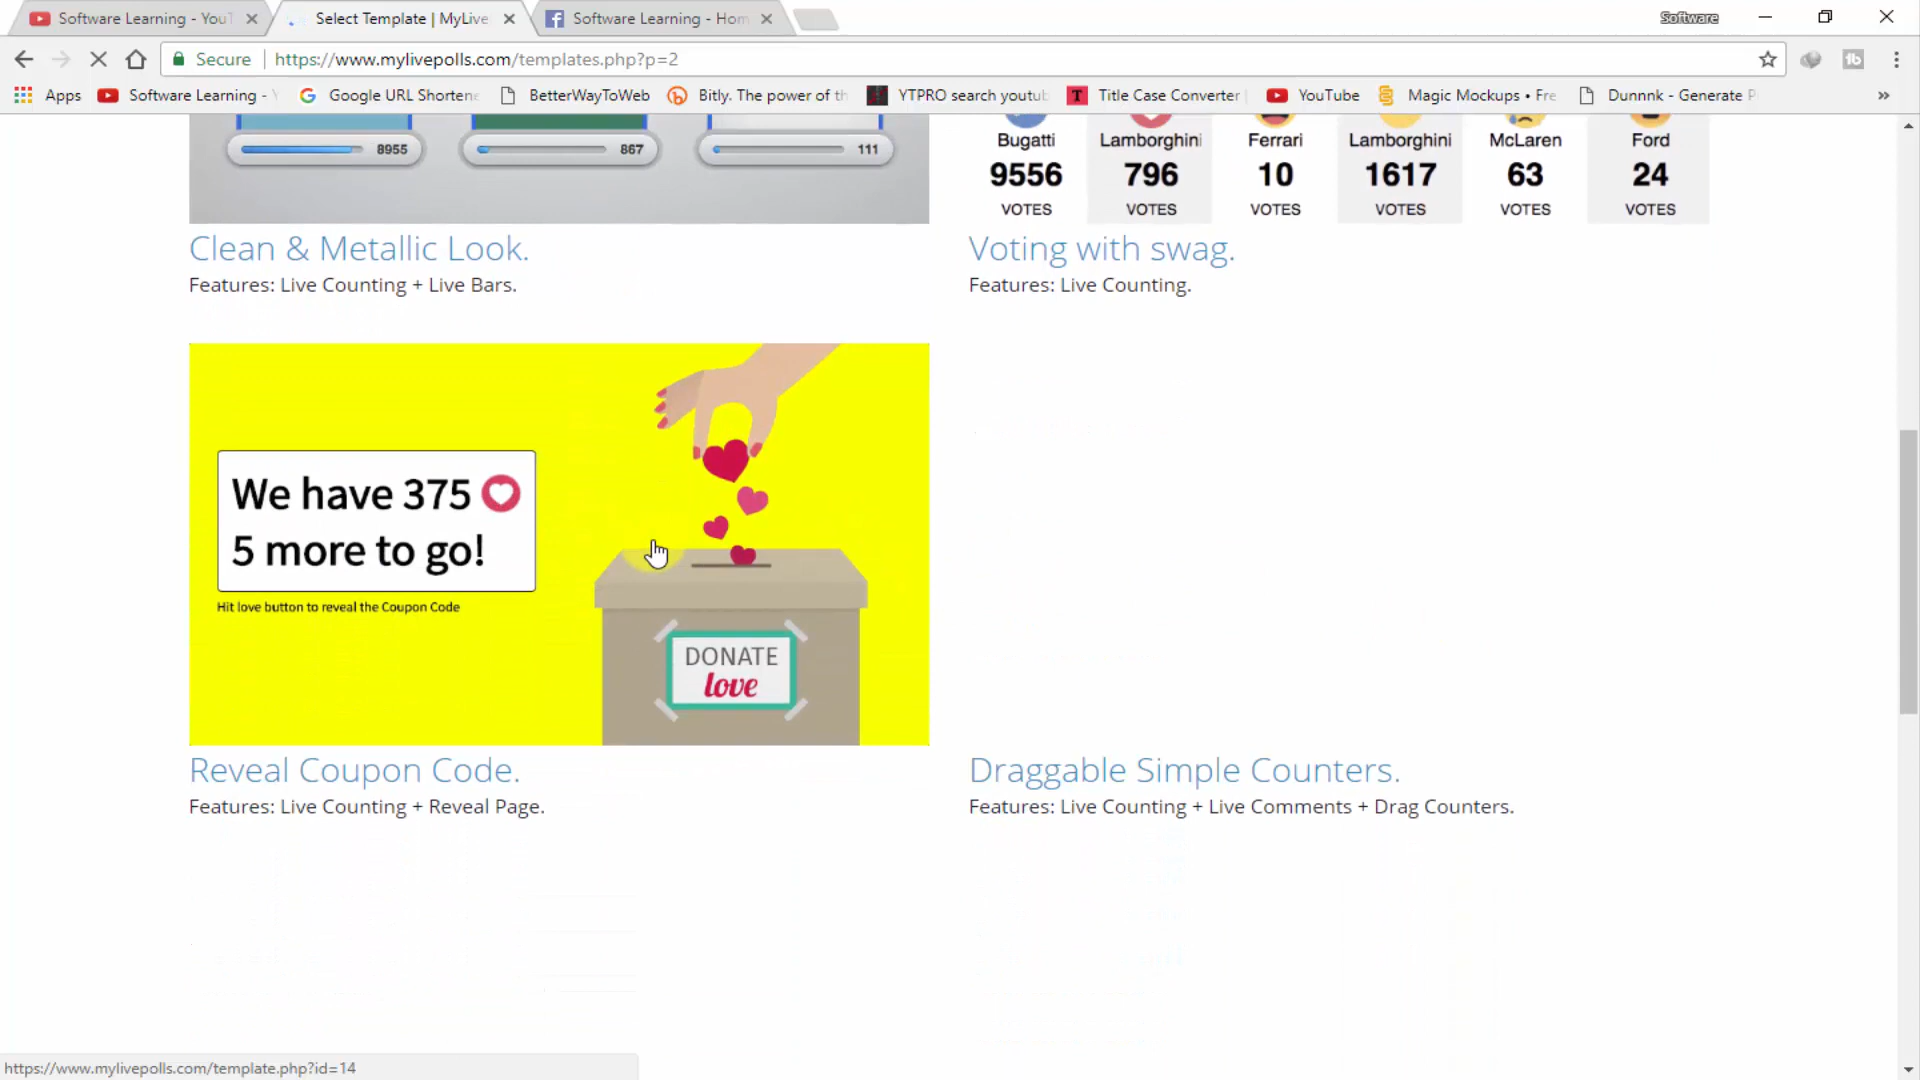 Software Learning - YouT
Select Template | MyLive
Software Learning - Hom
Software
Secure
https://www.mylivepolls.com/templates.php?p=2
Apps
Software Learning - Y
Google URL Shortene
BetterWayToWeb
Bitly. The power of th
YTPRO search youtub
Title Case Converter
YouTube
Magic Mockups • Fre
Dunnnk - Generate P
8955
867
111
Bugatti
Lamborghini
Ferrari
Lamborghini
McLaren
Ford
9556
796
10
1617
63
24
VOTES
VOTES
VOTES
VOTES
VOTES
VOTES
Clean & Metallic Look.
Features: Live Counting + Live Bars.
Voting with swag.
Features: Live Counting.
We have 375
5 more to go!
Hit love button to reveal the Coupon Code
DONATE
love
Reveal Coupon Code.
Features: Live Counting + Reveal Page.
Draggable Simple Counters.
Features: Live Counting + Live Comments + Drag Counters.
https://www.mylivepolls.com/template.php?id=14